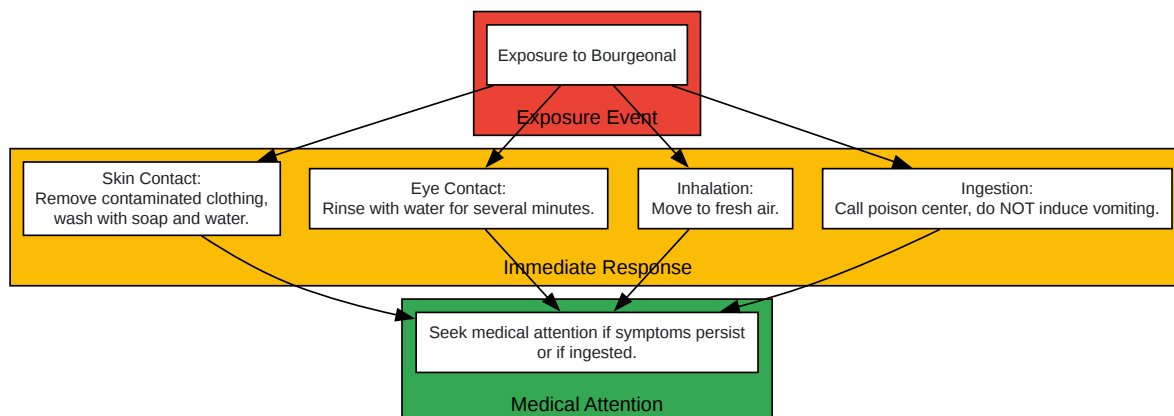 Exposure to Bourgeonal
Exposure Event
Skin Contact:
Remove contaminated clothing,
wash with soap and water.
Eye Contact:
Rinse with water for several minutes.
Inhalation:
Move to fresh air.
Ingestion:
Call poison center, do NOT induce vomiting.
Immediate Response
Seek medical attention if symptoms persist
or if ingested.
Medical Attention